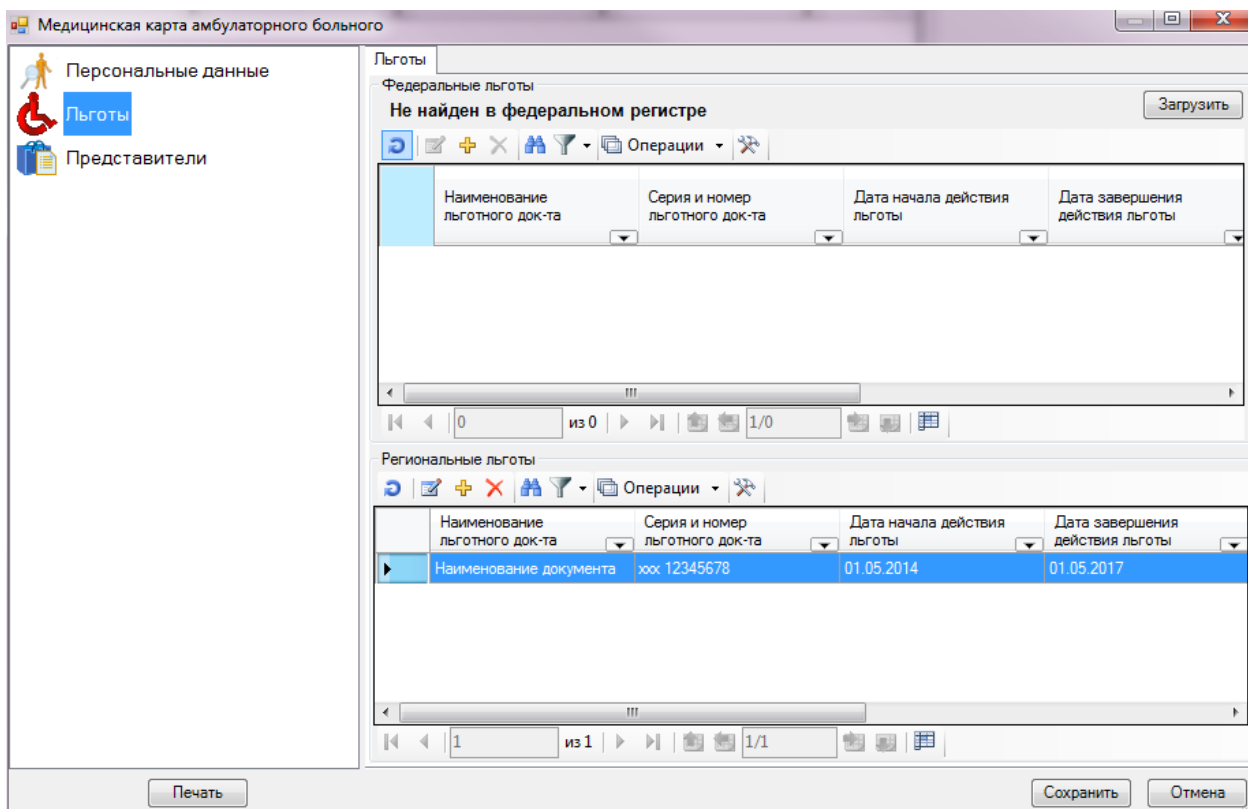 Медицинская карта амбулаторного больного
Персональные данные
Льготы
Представители
Льготы
Федеральные льготы
Не найден в федеральном регистре
Загрузить
Операции
Наименование
льготного док-та
Серия и номер
льготного док-та
Дата начала действия
льготы
Дата завершения
действия льготы
0 из 0 1/0
Региональные льготы
Операции
Наименование
льготного док-та
Серия и номер
льготного док-та
Дата начала действия
льготы
Дата завершения
действия льготы
Наименование документа xxx 12345678 01.05.2014 01.05.2017
1 из 1 1/1
Печать Сохранить Отмена